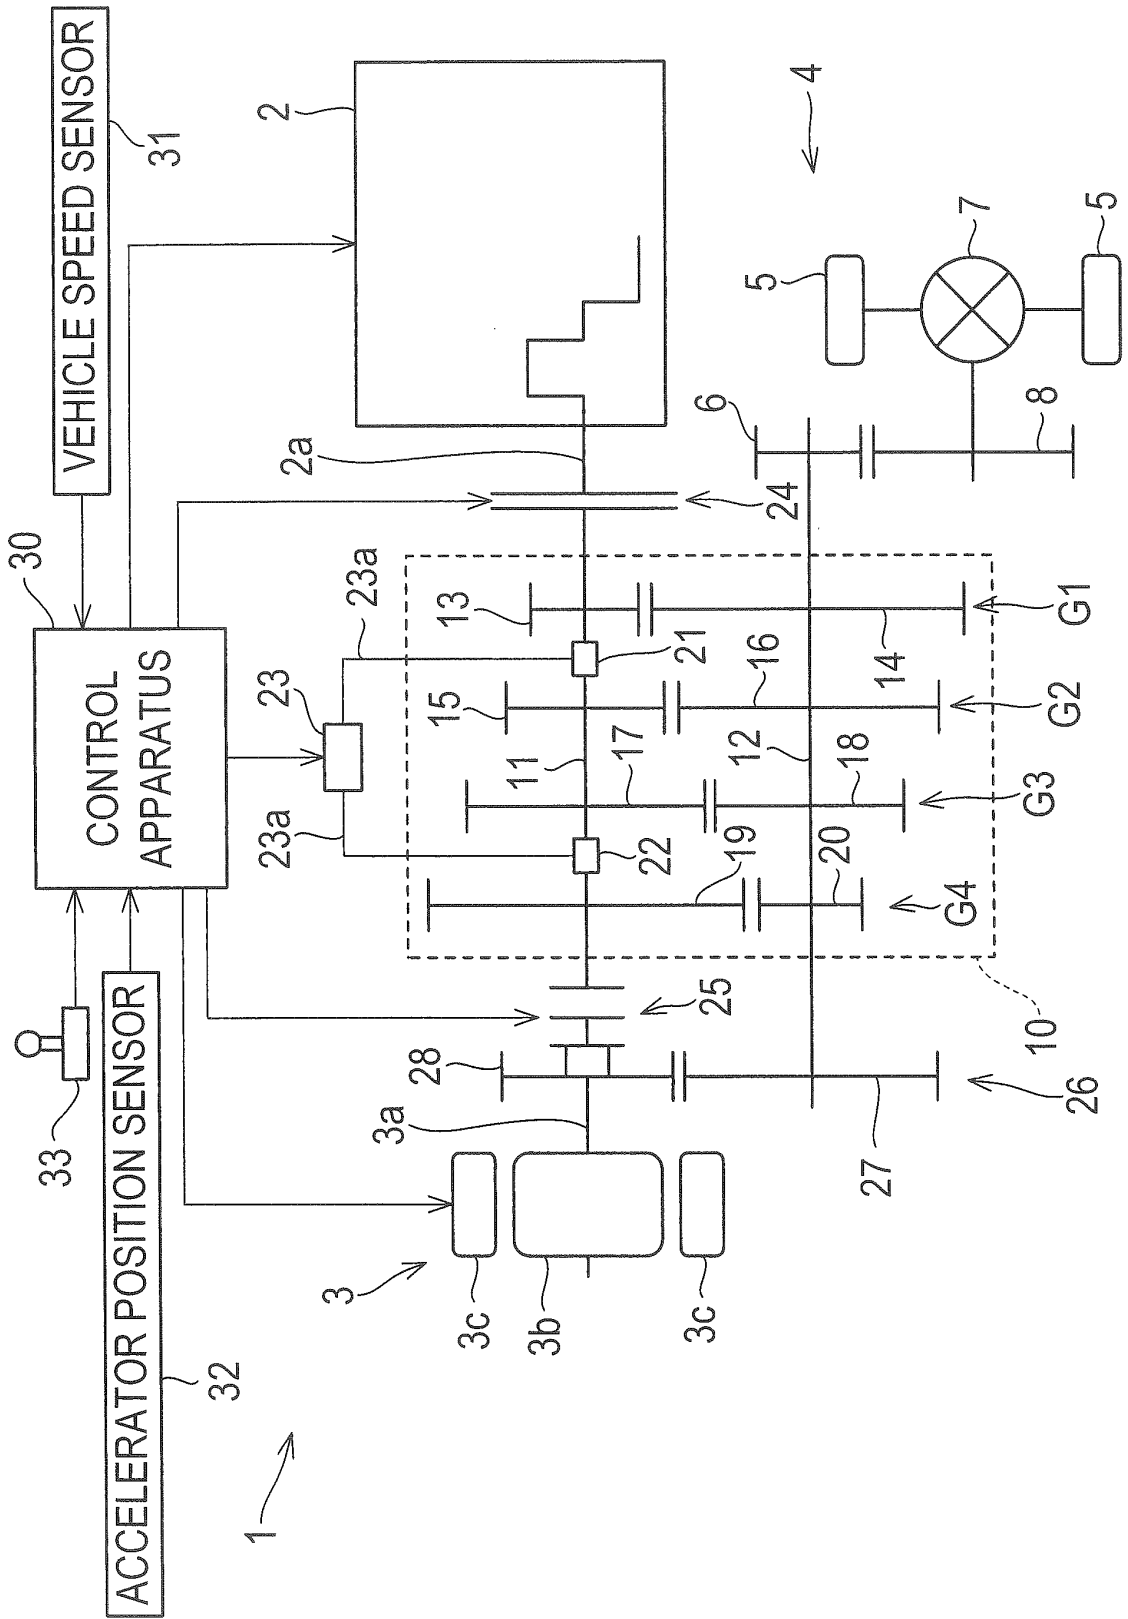 1
ACCELERATOR POSITION SENSOR
32
33
CONTROL
APPARATUS
30
VEHICLE SPEED SENSOR
31
3
3c
3b
3c
3a
28
25
23a
23
23a
2
2a
24
22
21
19
17
11
15
13
20
18
12
16
14
G4
G3
G2
G1
10
26
27
6
8
7
5
5
4